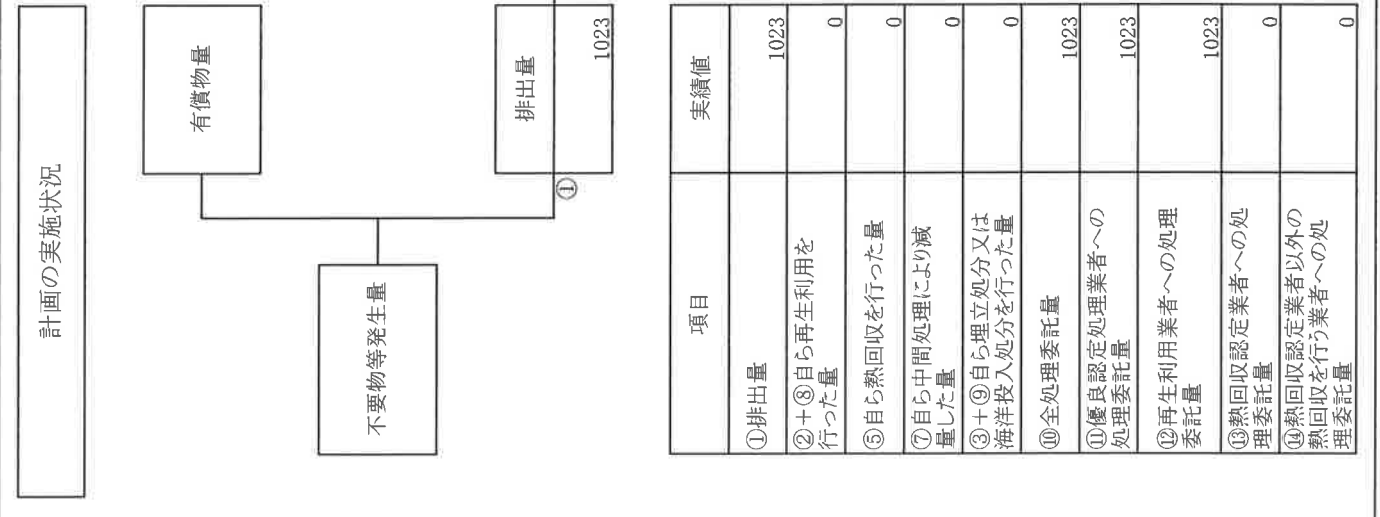 計画の実施状況
有償物量
不要物等発生量
排出量
①
1023
項目
実績値
①排出量
1023
②+⑧自ら再生利用を
行った量
0
⑤自ら熱回収を行った量
0
⑦自ら中間処理により減
量した量
0
③+⑨自ら埋立処分又は
海洋投入処分を行った量
0
⑩全処理委託量
1023
⑪優良認定処理業者への
処理委託量
1023
⑫再生利用業者への処理
委託量
1023
⑬熱回収認定業者への処
理委託量
0
⑭熱回収認定業者以外の
熱回収を行う業者への処
理委託量
0